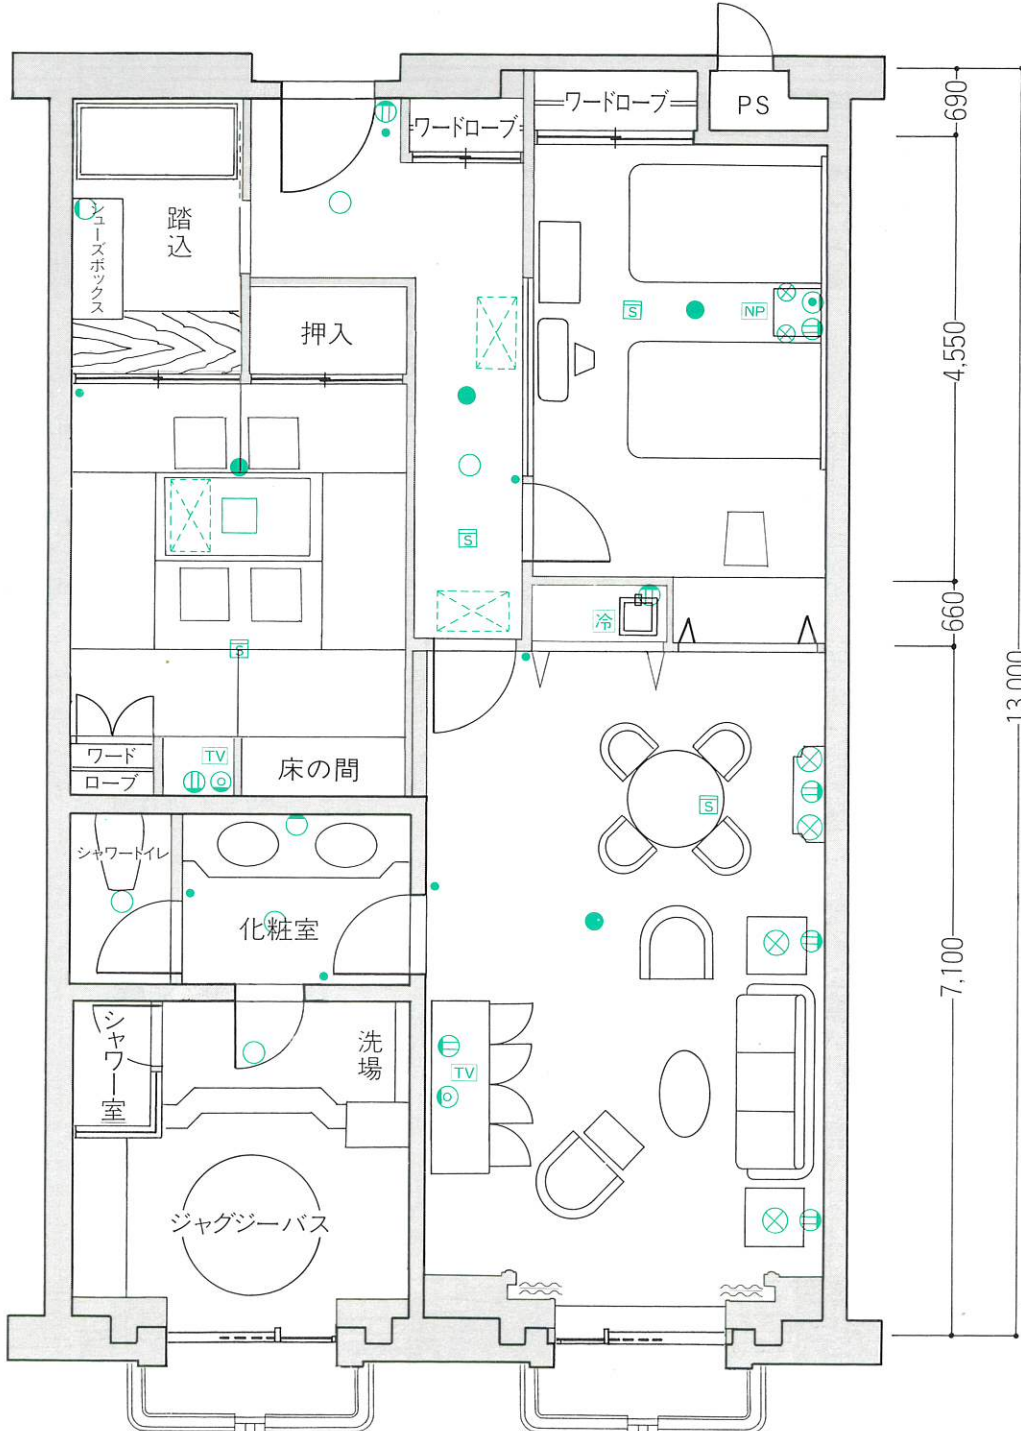 PS
ワードローブ
ワードローブ
690
シューズボックス
踏込
押入
S
NP
4,550
S
冷
660
S
13,000
ワード
ローブ
TV
床の間
S
シャワートイレ
化粧室
7,100
シャワー室
洗場
TV
ジャグジーバス